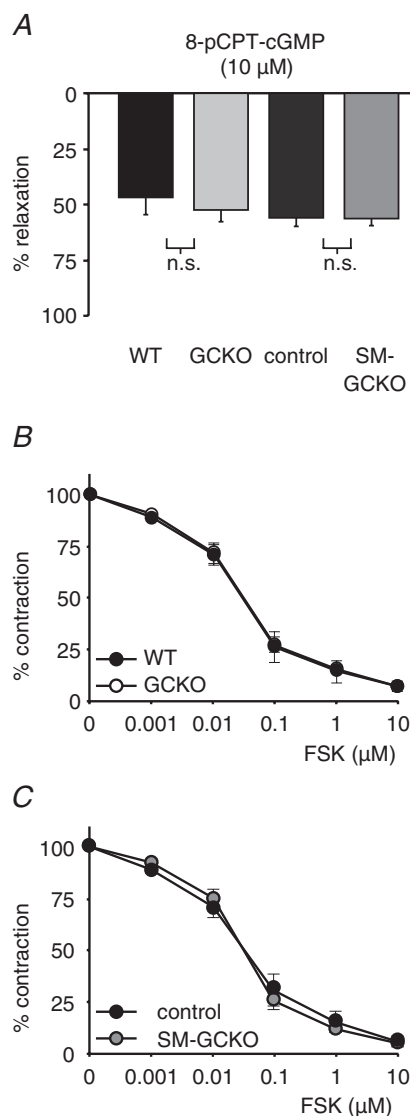 A
8-pCPT-cGMP
(10 µM)
% relaxation
0
25
50
75
100
n.s.
n.s.
WT
GCKO
control
SM-
GCKO
B
% contraction
100
75
50
25
0
WT
GCKO
0
0.001
0.01
0.1
1
10
FSK (µM)
C
% contraction
100
75
50
25
0
control
SM-GCKO
0
0.001
0.01
0.1
1
10
FSK (µM)